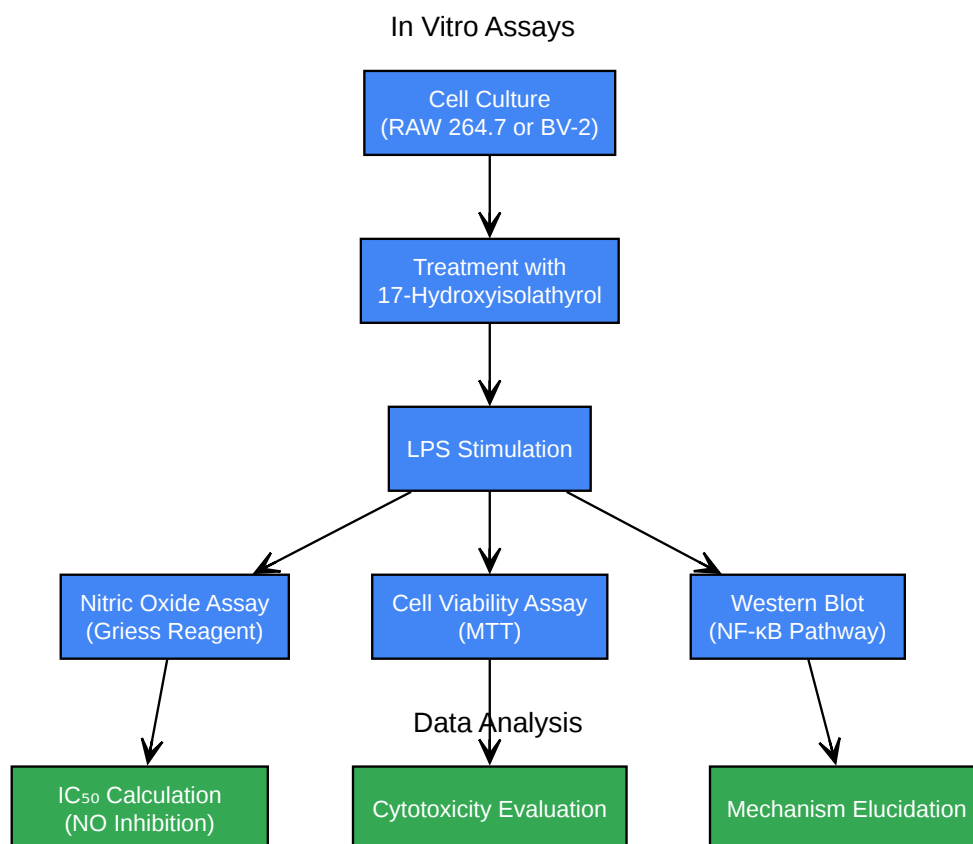 In Vitro Assays
Cell Culture
(RAW 264.7 or BV-2)
Treatment with
17-Hydroxyisolathyrol
LPS Stimulation
Nitric Oxide Assay
(Griess Reagent)
Cell Viability Assay
(MTT)
Western Blot
(NF-κB Pathway)
Data Analysis
IC₅₀ Calculation
(NO Inhibition)
Cytotoxicity Evaluation
Mechanism Elucidation